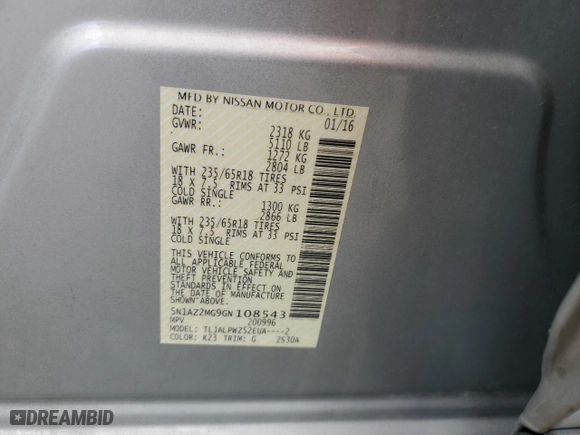 MFD BY NISSAN MOTOR CO., LTD.
DATE: 01/16
GVWR: 2318 KG
5110 LB
GAWR FR.: 1272 KG
2804 LB
WITH 235/65R18 TIRES
18 X 7.5 RIMS AT 33 PSI
COLD SINGLE
GAWR RR.: 1300 KG
2866 LB
WITH 235/65R18 TIRES
18 X 7.5 RIMS AT 33 PSI
COLD SINGLE
THIS VEHICLE CONFORMS TO
ALL APPLICABLE FEDERAL
MOTOR VEHICLE SAFETY AND
THEFT PREVENTION
STANDARDS IN EFFECT ON
THE DATE OF MANUFACTURE
SHOWN ABOVE.
5N1AZ2MG9GN108543
MPV 200996
MODEL: TLJALPWZ52EUA----2
COLOR: K23 TRIM: G Z53DA
DREAMBID